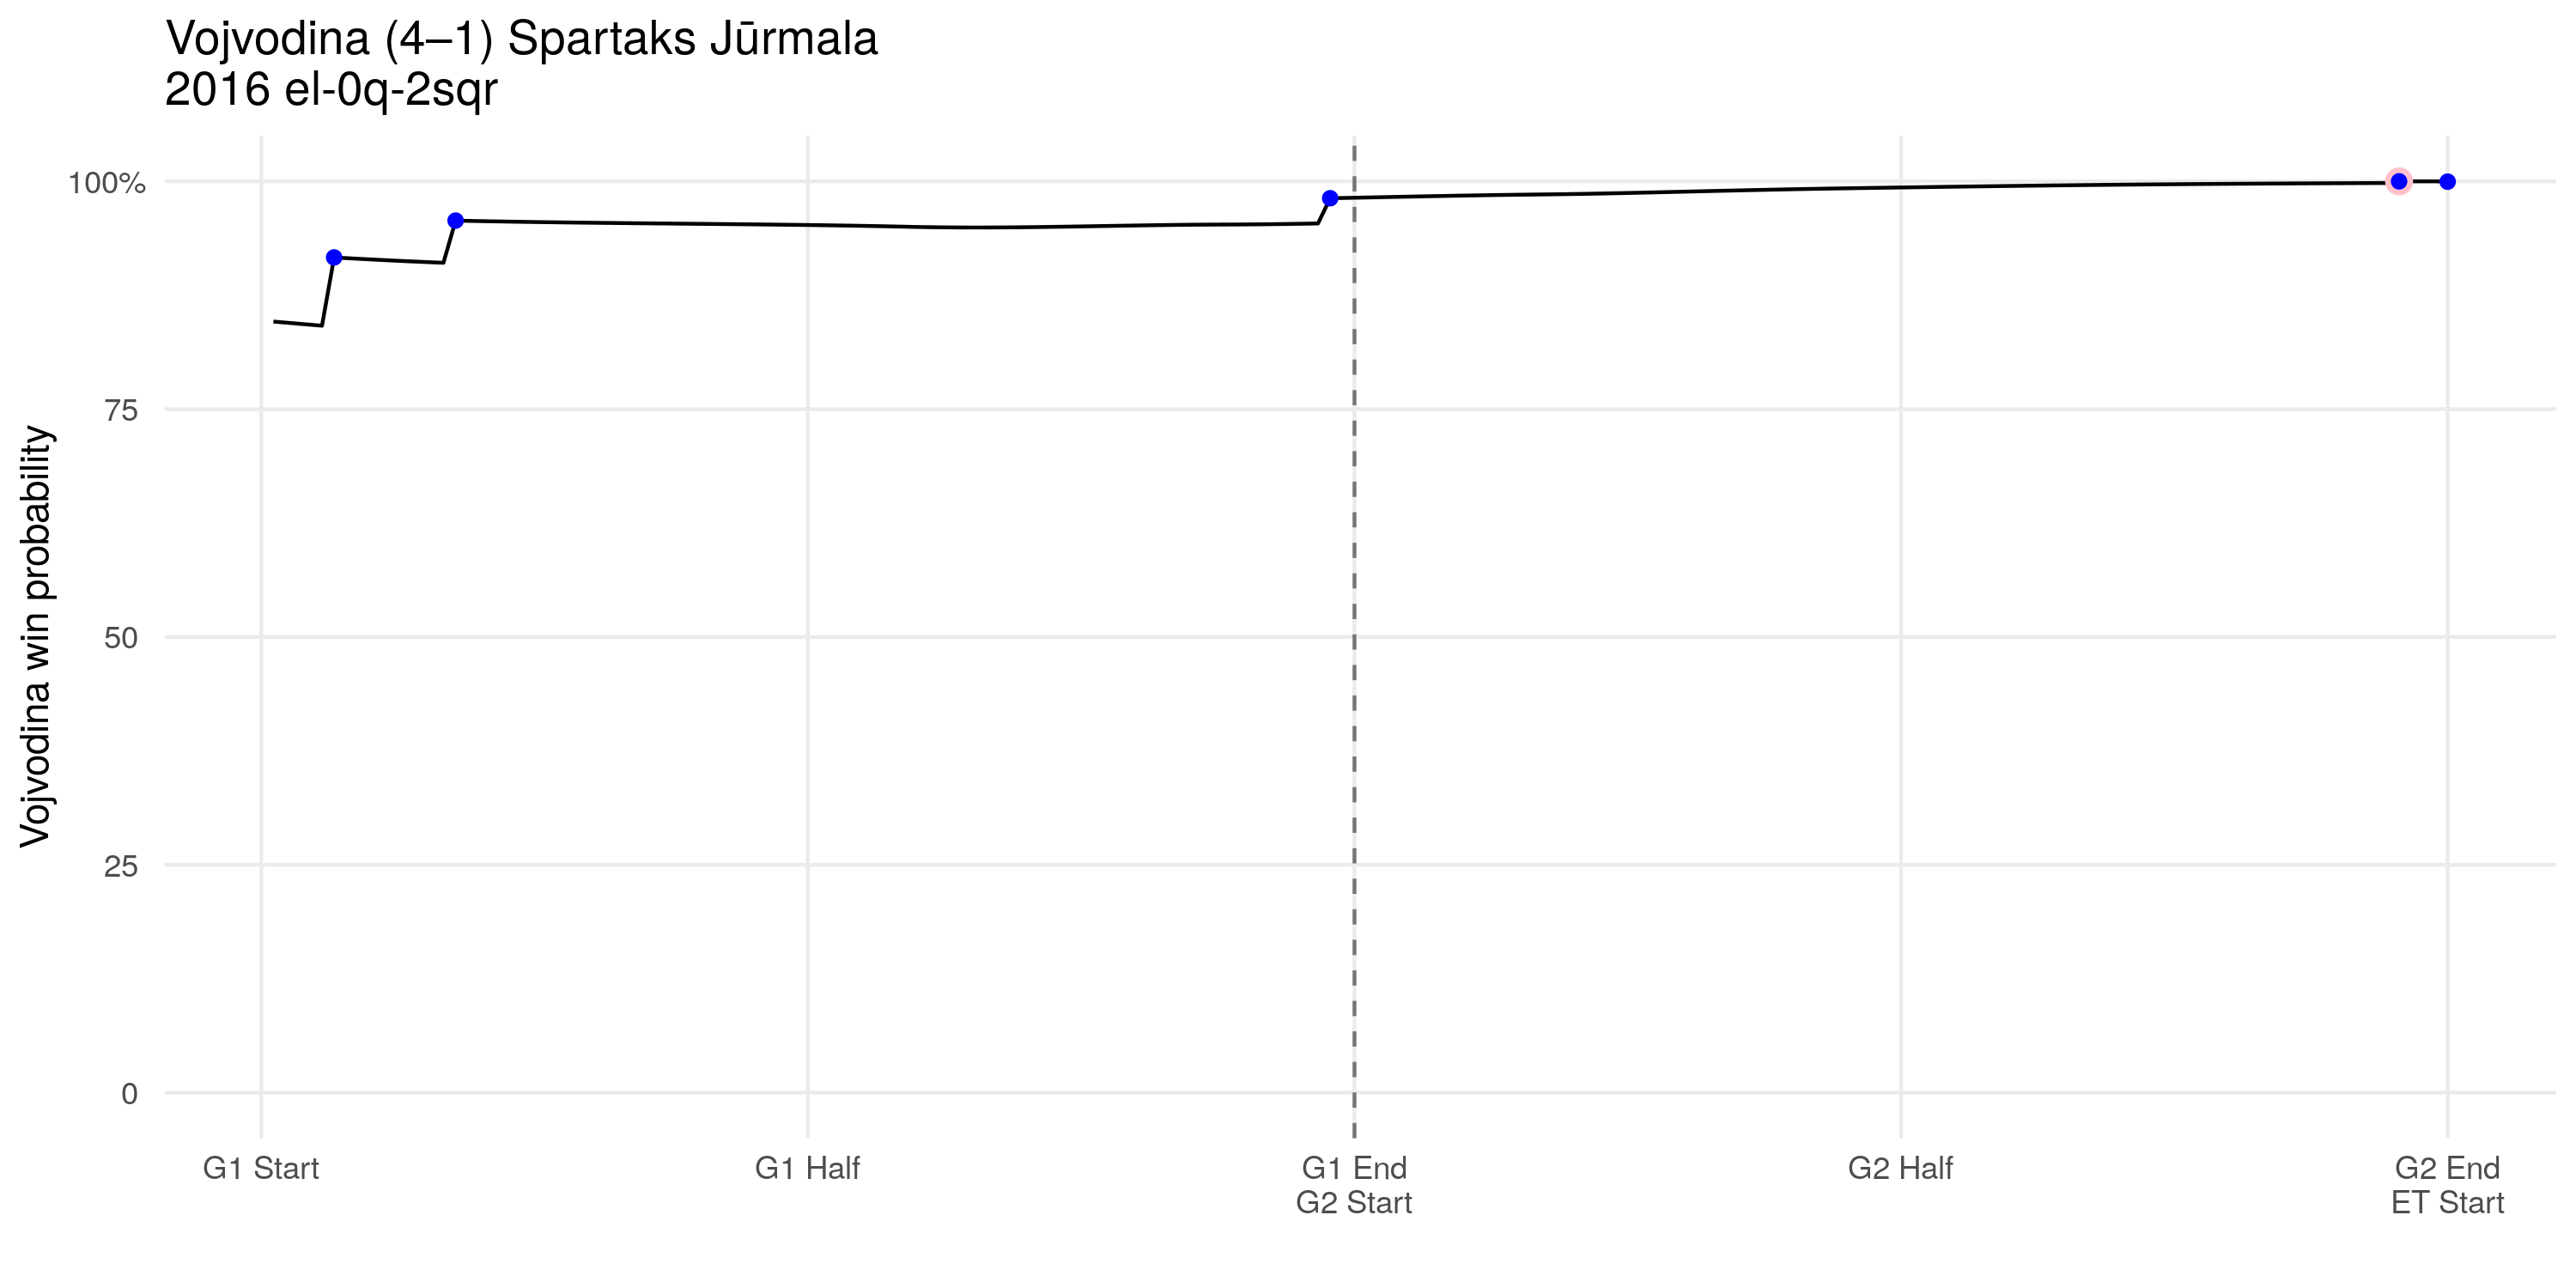 Vojvodina (4–1) Spartaks Jūrmala
2016 el-0q-2sqr
Vojvodina win probability
100%
75
50
25
0
G1 Start
G1 Half
G1 End
G2 Start
G2 Half
G2 End
ET Start